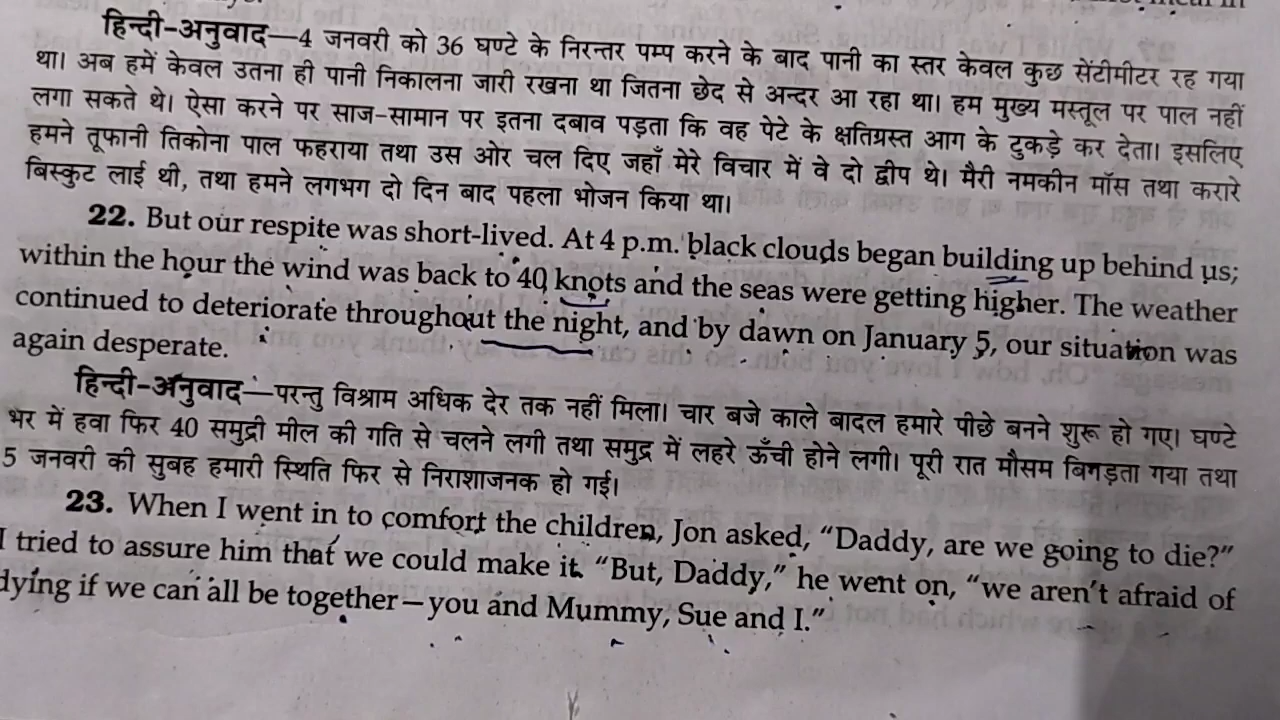 हिन्दी-अनुवाद—4 जनवरी को 36 घण्टे के निरन्तर पम्प करने के बाद पानी का स्तर केवल कुछ सेंटीमीटर रह गया
था। अब हमें केवल उतना ही पानी निकालना जारी रखना था जितना छेद से अन्दर आ रहा था। हम मुख्य मस्तूल पर पाल नहीं
लगा सकते थे। ऐसा करने पर साज-सामान पर इतना दबाव पड़ता कि वह पेटे के क्षतिग्रस्त आग के टुकड़े कर देता। इसलिए
हमने तूफानी तिकोना पाल फहराया तथा उस ओर चल दिए जहाँ मेरे विचार में वे दो द्वीप थे। मैरी नमकीन माँस तथा करारे
बिस्कुट लाई थी, तथा हमने लगभग दो दिन बाद पहला भोजन किया था।
22. But our respite was short-lived. At 4 p.m. black clouds began building up behind us;
within the hour the wind was back to 40 knots and the seas were getting higher. The weather
continued to deteriorate throughout the night, and by dawn on January 5, our situation was
again desperate.
हिन्दी-अनुवाद—परन्तु विश्राम अधिक देर तक नहीं मिला। चार बजे काले बादल हमारे पीछे बनने शुरू हो गए। घण्टे
भर में हवा फिर 40 समुद्री मील की गति से चलने लगी तथा समुद्र में लहरे ऊँची होने लगी। पूरी रात मौसम बिगड़ता गया तथा
5 जनवरी की सुबह हमारी स्थिति फिर से निराशाजनक हो गई।
23. When I went in to comfort the children, Jon asked, “Daddy, are we going to die?”
I tried to assure him that we could make it. “But, Daddy,” he went on, “we aren’t afraid of
dying if we can all be together—you and Mummy, Sue and I.”